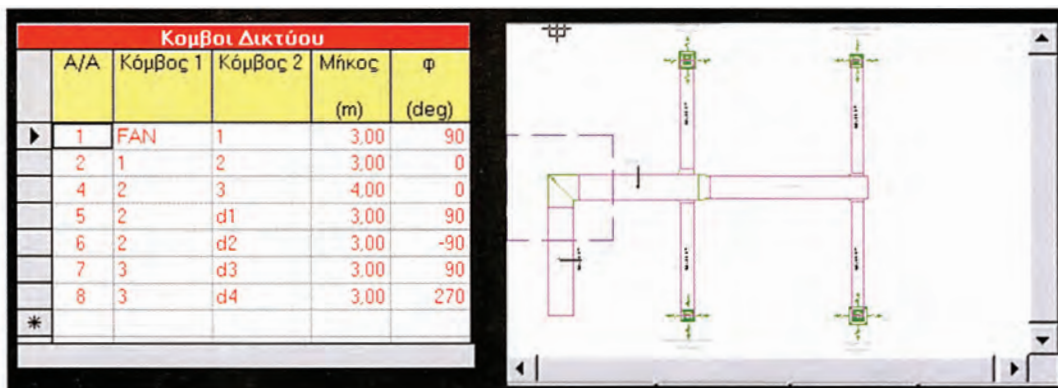 Κομβοι Δικτύου
Α/Α Κόμβος 1 Κόμβος 2 Μήκος φ
(m) (deg)
1 FAN 1 3,00 90
2 1 2 3,00 0
4 2 3 4,00 0
5 2 d1 3,00 90
6 2 d2 3,00 -90
7 3 d3 3,00 90
8 3 d4 3,00 270